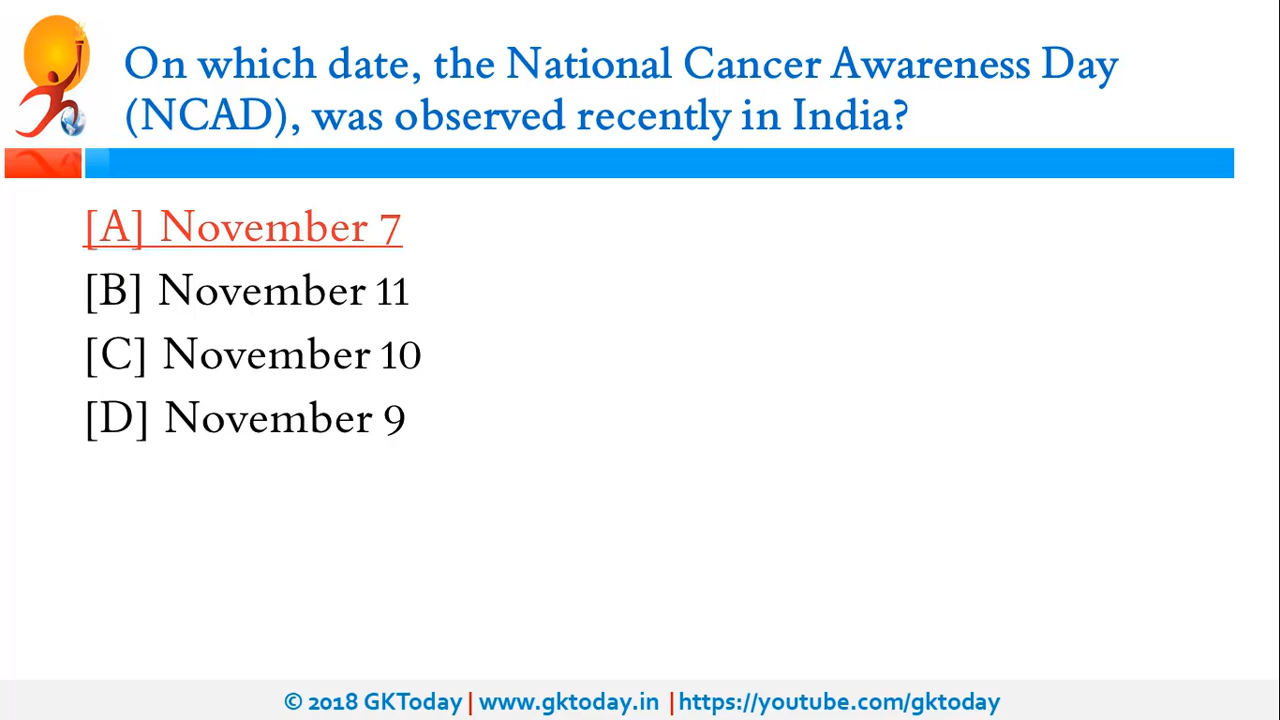 On which date, the National Cancer Awareness Day
(NCAD), was observed recently in India?
[A] November 7
[B] November 11
[C] November 10
[D] November 9
© 2018 GKToday | www.gktoday.in | https://youtube.com/gktoday